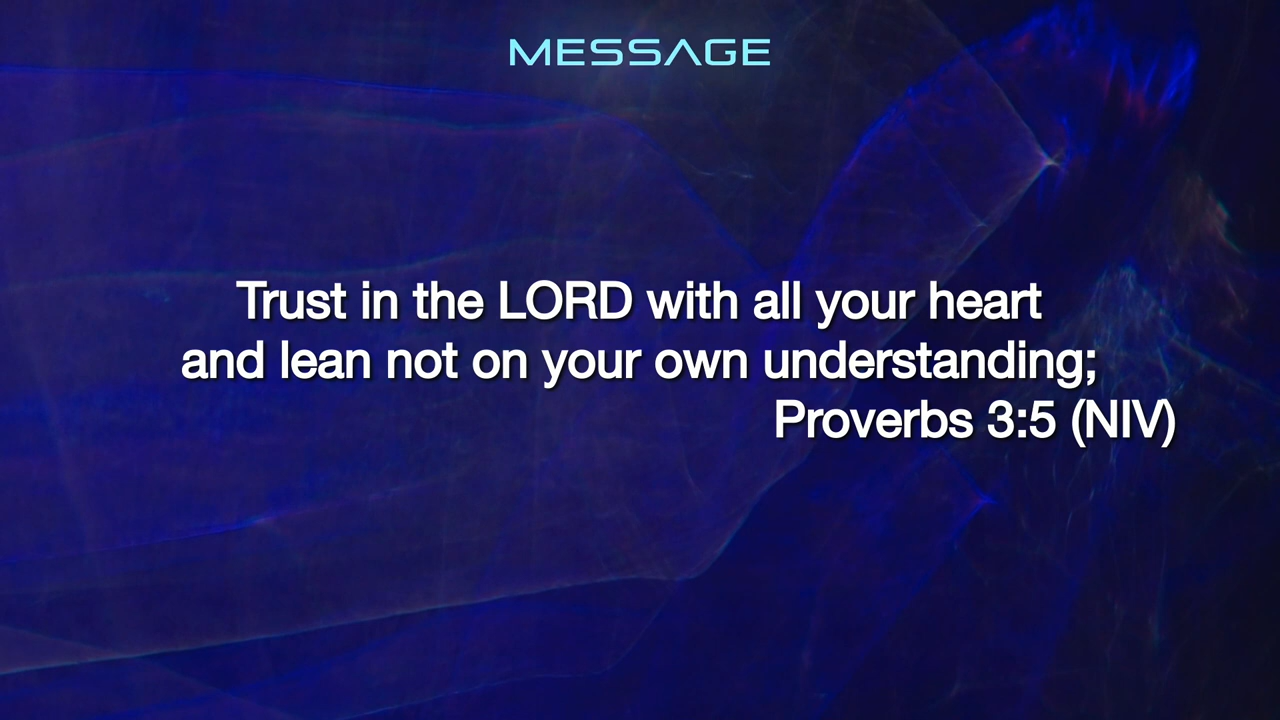 MESSAGE
Trust in the LORD with all your heart
and lean not on your own understanding;
Proverbs 3:5 (NIV)